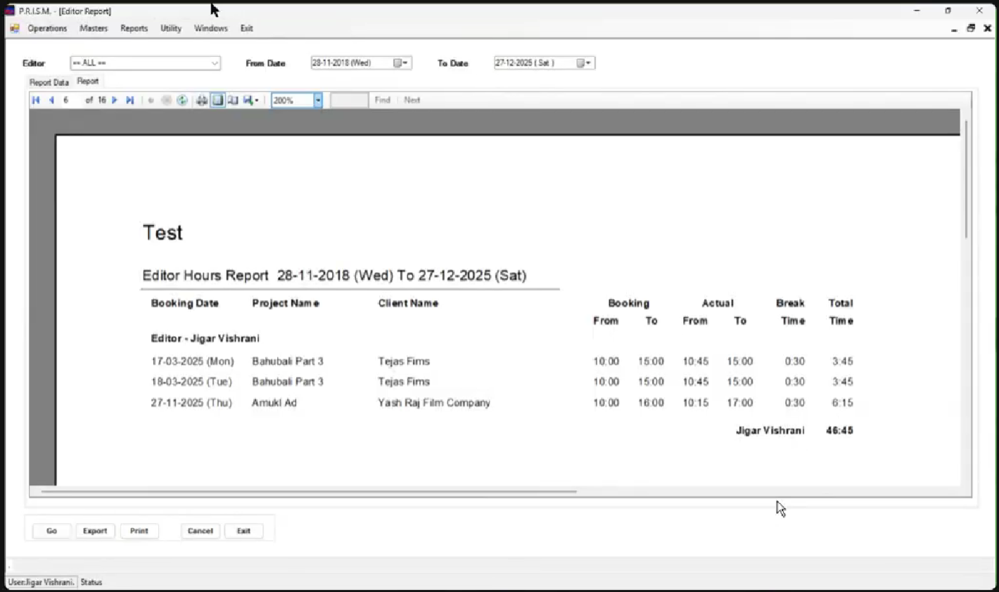 P.R.I.S.M. - [Editor Report]
Operations Masters Reports Utility Windows Exit
Editor == ALL == From Date 28-11-2018 (Wed) To Date 27-12-2025 ( Sat )
Report Data Report
6 of 16 200% Find Next
Test
Editor Hours Report 28-11-2018 (Wed) To 27-12-2025 (Sat)
Booking Date Project Name Client Name Booking Actual Break Total
From To From To Time Time
Editor - Jigar Vishrani
17-03-2025 (Mon) Bahubali Part 3 Tejas Fims 10:00 15:00 10:45 15:00 0:30 3:45
18-03-2025 (Tue) Bahubali Part 3 Tejas Fims 10:00 15:00 10:45 15:00 0:30 3:45
27-11-2025 (Thu) Amukl Ad Yash Raj Film Company 10:00 16:00 10:15 17:00 0:30 6:15
Jigar Vishrani 46:45
Go Export Print Cancel Exit
User:Jigar Vishrani. Status